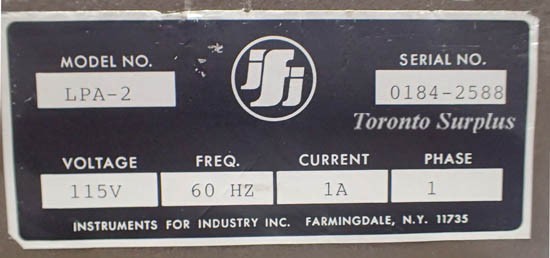 MODEL NO.
LPA-2
ifi
SERIAL NO.
0184-2588
Toronto Surplus
VOLTAGE FREQ. CURRENT PHASE
115V 60 HZ 1A 1
INSTRUMENTS FOR INDUSTRY INC. FARMINGDALE, N.Y. 11735